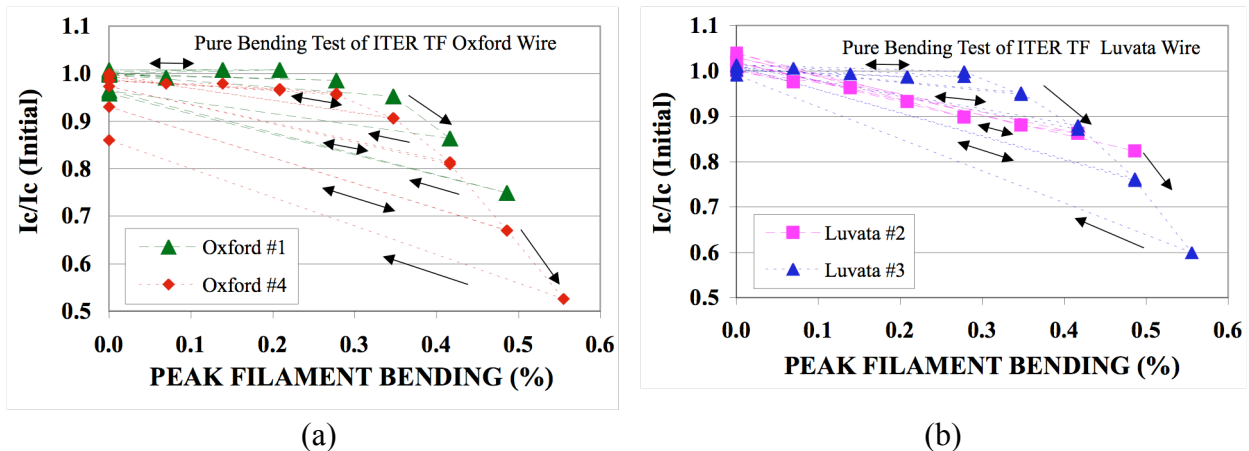 (a)
Pure Bending Test of ITER TF Oxford Wire
Ic/Ic (Initial)
1.1
1.0
0.9
0.8
0.7
0.6
0.5
Oxford #1
Oxford #4
0.0 0.1 0.2 0.3 0.4 0.5 0.6
PEAK FILAMENT BENDING (%)
(a)
(b)
Pure Bending Test of ITER TF Luvata Wire
Ic/Ic (Initial)
1.1
1.0
0.9
0.8
0.7
0.6
0.5
Luvata #2
Luvata #3
0.0 0.1 0.2 0.3 0.4 0.5 0.6
PEAK FILAMENT BENDING (%)
(b)